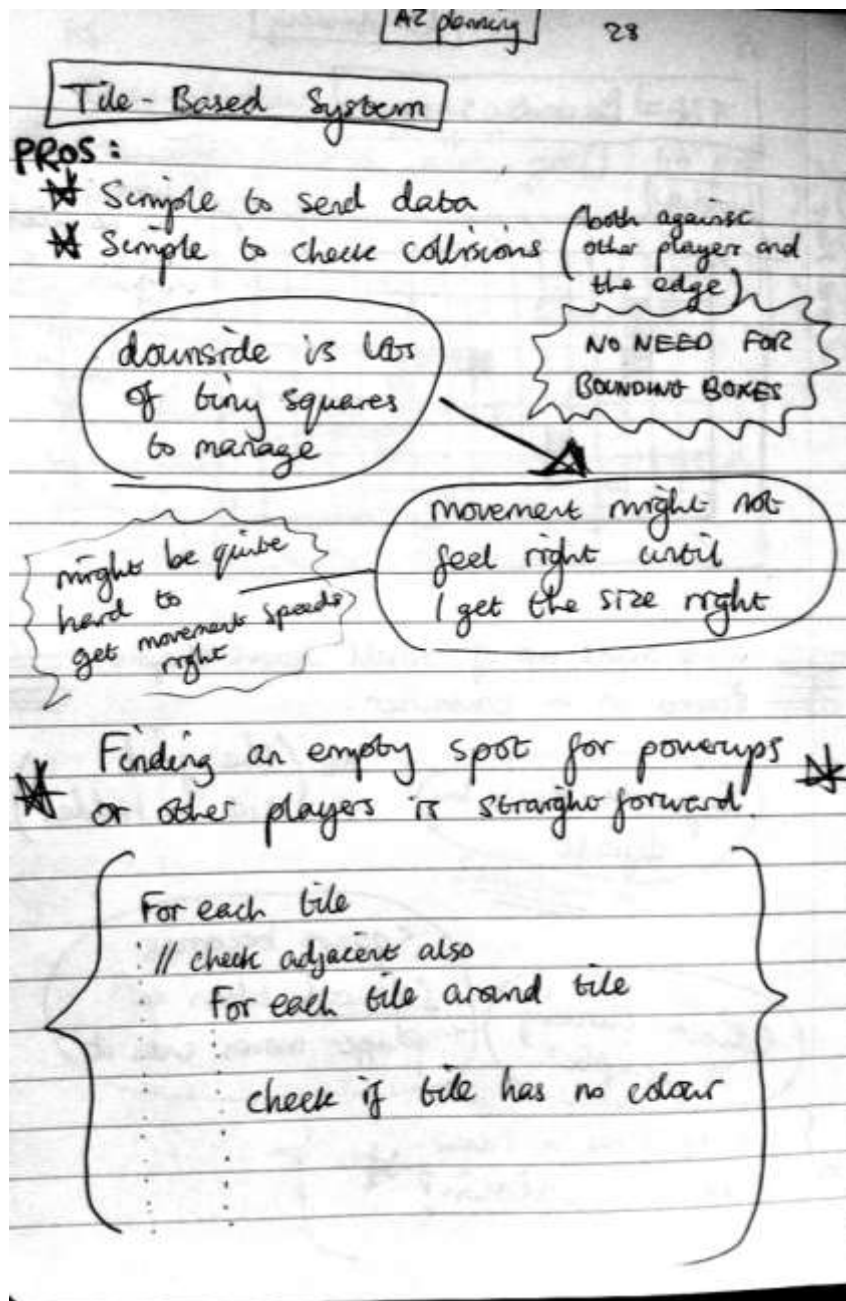 A2 planning
28
Tile-Based System
PROS:
Simple to send data
Simple to check collisions (both against
other players and
the edge)
NO NEED FOR
BOUNDING BOXES
downside is lots
of tiny squares
to manage
movement might not
feel right until
I get the size right
might be quite
hard to
get movement speeds
right
Finding an empty spot for powerups
or other players is straightforward.
For each tile
// check adjacent also
For each tile around tile
check if tile has no colour